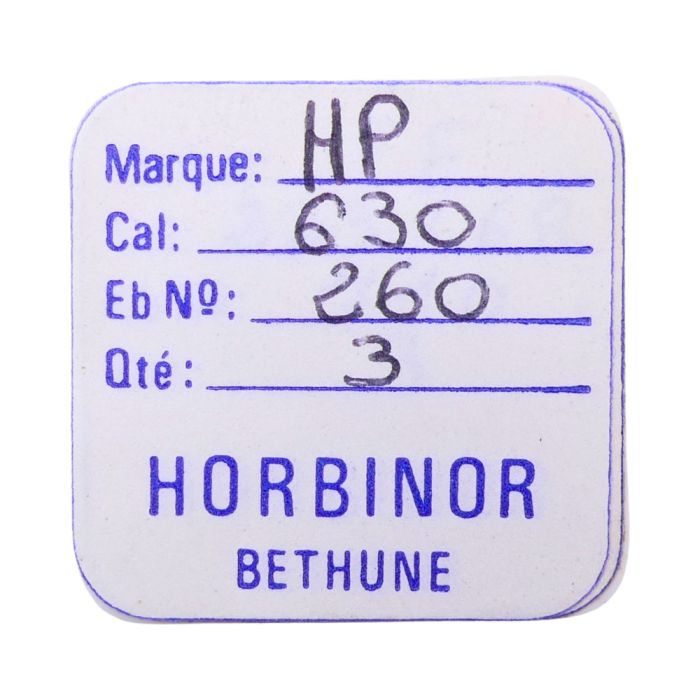 Marque: HP
Cal: 630
Eb Nº: 260
Qté: 3
HORBINOR
BETHUNE